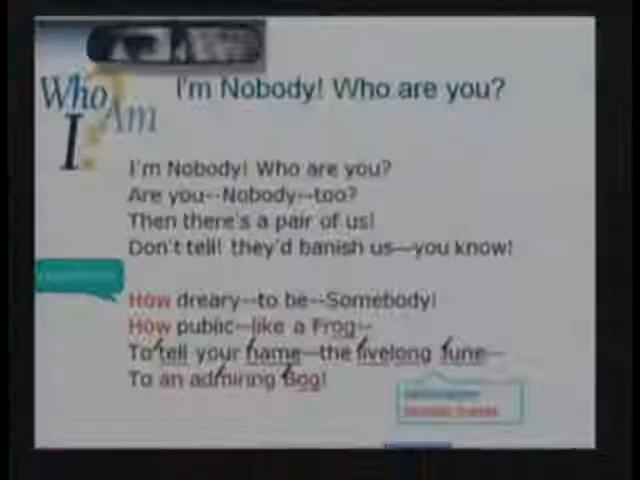 Who
Am
I
?
I'm Nobody! Who are you?
I'm Nobody! Who are you?
Are you--Nobody--too?
Then there's a pair of us!
Don't tell! they'd banish us—you know!
How dreary—to be--Somebody!
How public—like a Frog--
To tell your name—the livelong June—
To an admiring Bog!